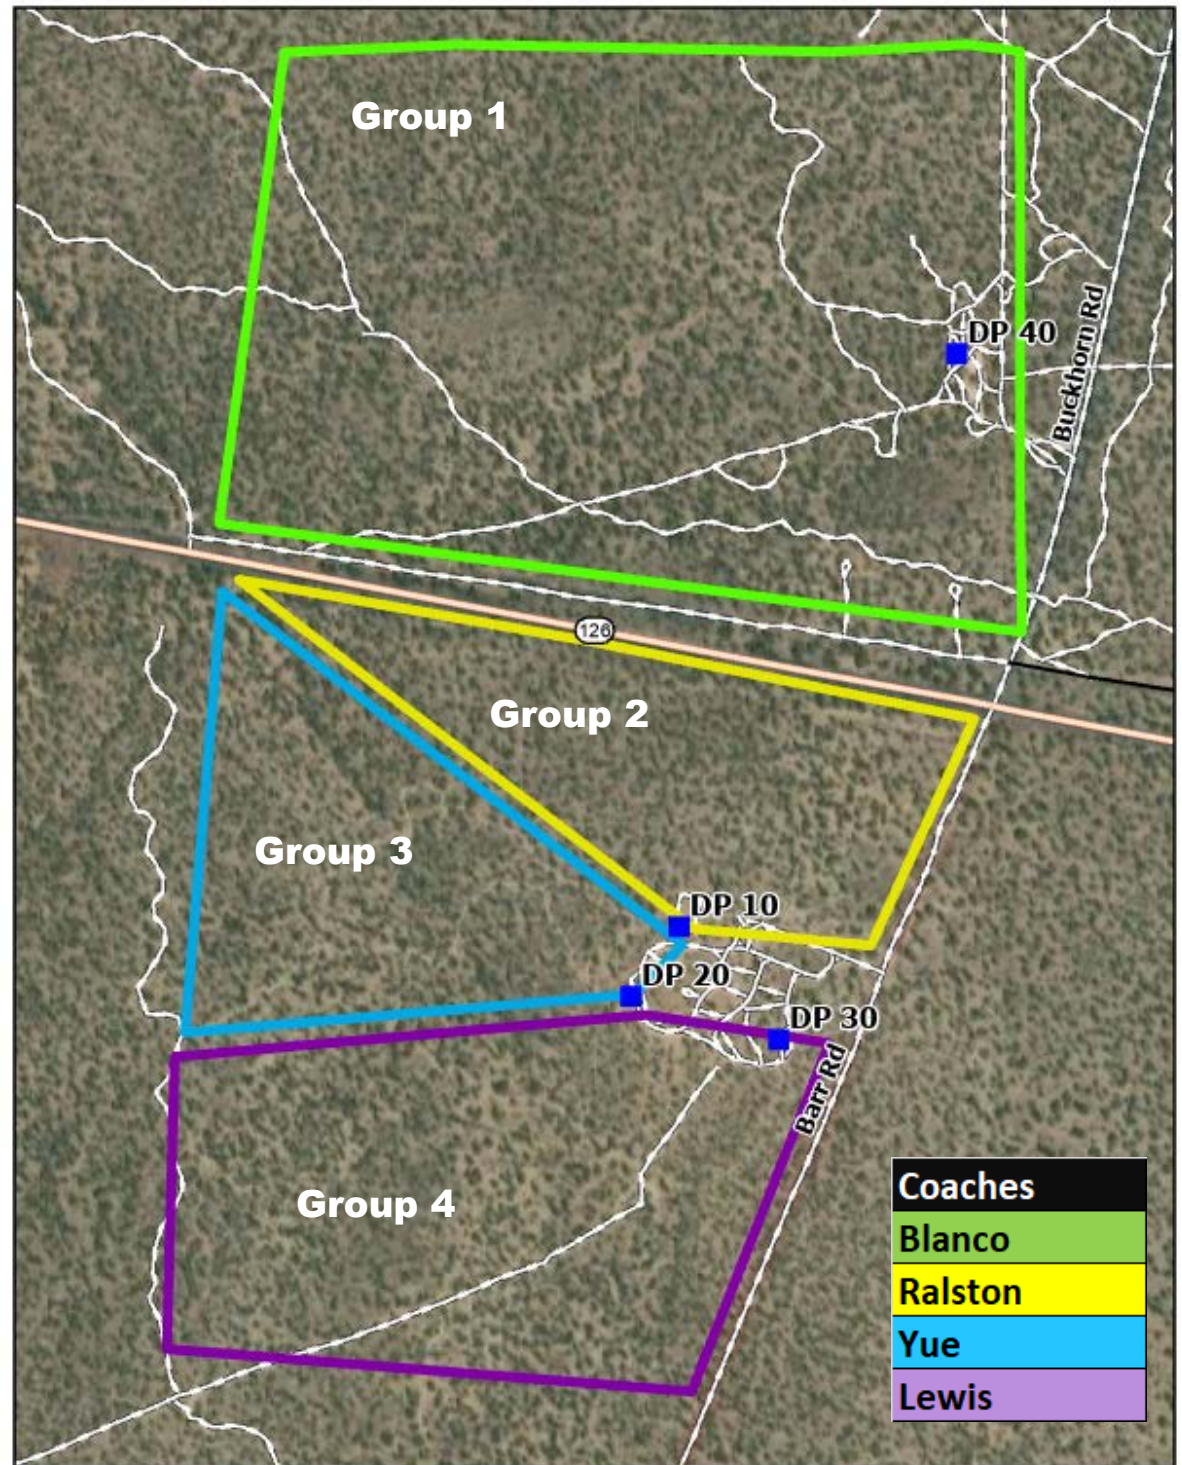 Group 1
DP 40
Buckhorn Rd
126
Group 2
Group 3
DP 10
DP 20
DP 30
Barr Rd
Group 4
Coaches
Blanco
Ralston
Yue
Lewis